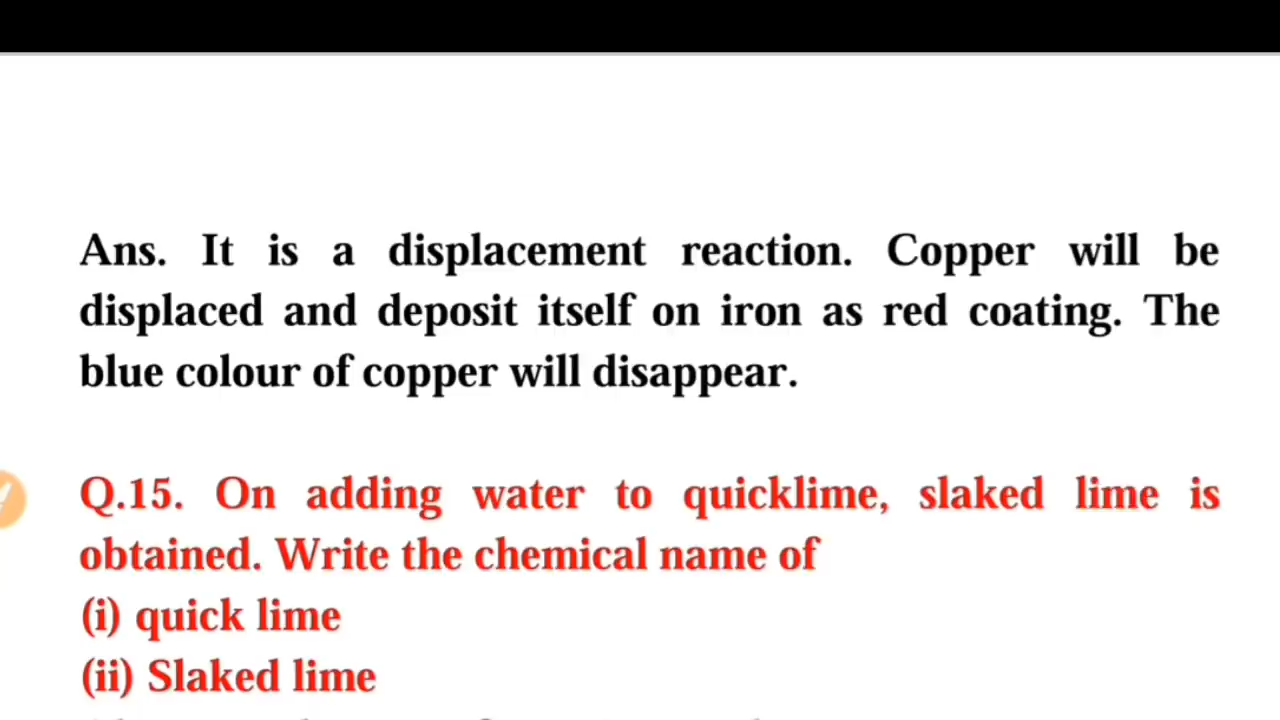 Ans. It is a displacement reaction. Copper will be
displaced and deposit itself on iron as red coating. The
blue colour of copper will disappear.
Q.15. On adding water to quicklime, slaked lime is
obtained. Write the chemical name of
(i) quick lime
(ii) Slaked lime